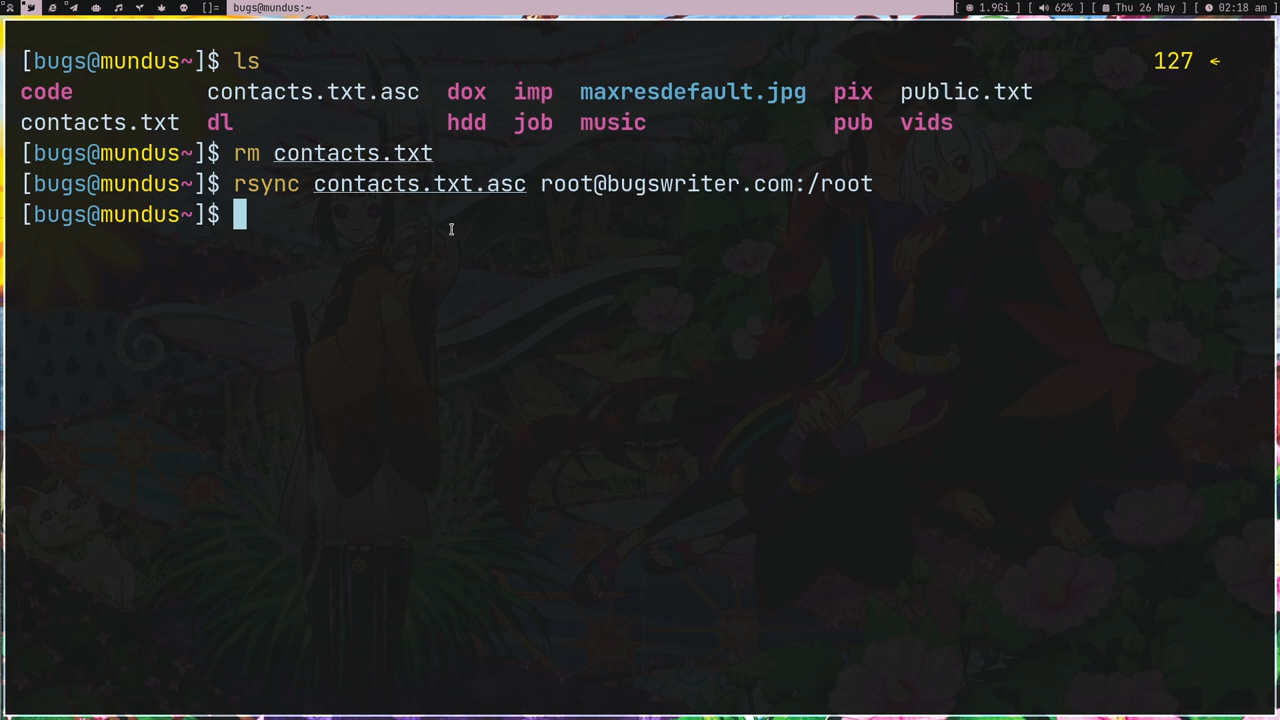 []= bugs@mundus:~ [ 1.9Gi ] [ 62% ] [ Thu 26 May ] [ 02:18 am ]
[bugs@mundus~]$ ls 127 <
code contacts.txt.asc dox imp maxresdefault.jpg pix public.txt
contacts.txt dl hdd job music pub vids
[bugs@mundus~]$ rm contacts.txt
[bugs@mundus~]$ rsync contacts.txt.asc root@bugswriter.com:/root
[bugs@mundus~]$